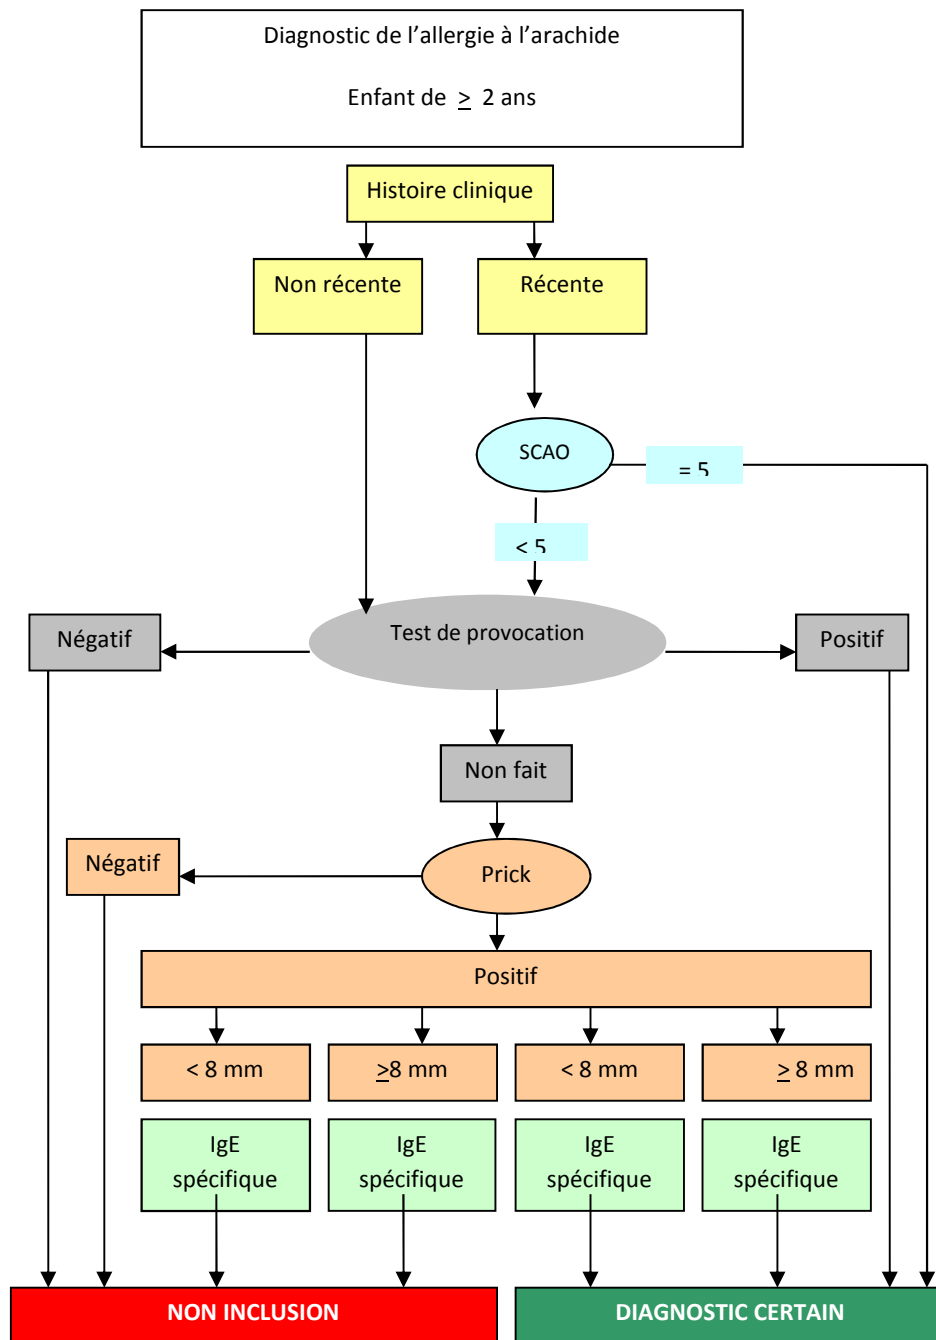 Diagnostic de l’allergie à l’arachide
Enfant de ≥ 2 ans
Histoire clinique
Non récente
Récente
SCAO
= 5
< 5
Test de provocation
Négatif
Positif
Non fait
Négatif
Prick
Positif
< 8 mm
≥8 mm
< 8 mm
≥ 8 mm
IgE
spécifique
IgE
spécifique
IgE
spécifique
IgE
spécifique
NON INCLUSION
DIAGNOSTIC CERTAIN